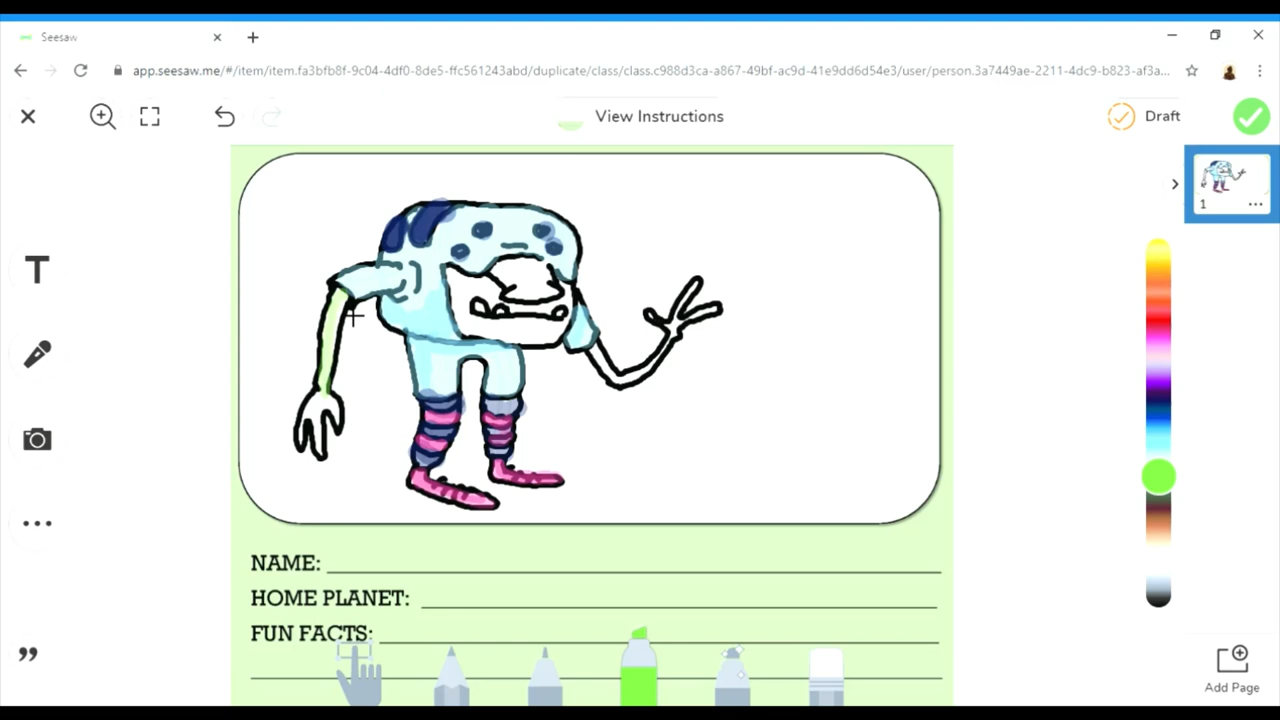 Seesaw
app.seesaw.me/#/item/item.fa3bfb8f-9c04-4df0-8de5-ffc561243abd/duplicate/class/class.c988d3ca-a867-49bf-ac9d-41e9dd6d54e3/user/person.3a7449ae-2211-4dc9-b823-af3a...
View Instructions
Draft
1
T
NAME:
HOME PLANET:
FUN FACTS:
Add Page